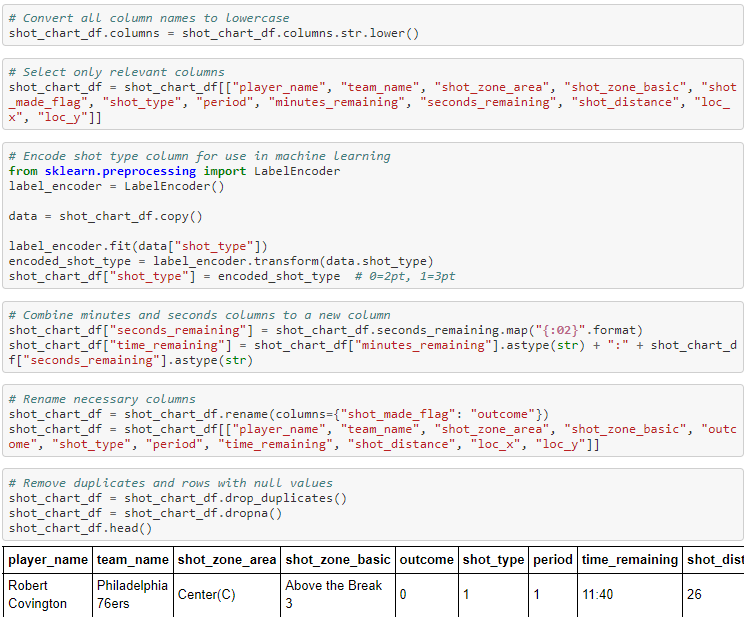 # Convert all column names to lowercase
shot_chart_df.columns = shot_chart_df.columns.str.lower()
# Select only relevant columns
shot_chart_df = shot_chart_df[["player_name", "team_name", "shot_zone_area", "shot_zone_basic", "shot
_made_flag", "shot_type", "period", "minutes_remaining", "seconds_remaining", "shot_distance", "loc_
x", "loc_y"]]
# Encode shot type column for use in machine learning
from sklearn.preprocessing import LabelEncoder
label_encoder = LabelEncoder()
data = shot_chart_df.copy()
label_encoder.fit(data["shot_type"])
encoded_shot_type = label_encoder.transform(data.shot_type)
shot_chart_df["shot_type"] = encoded_shot_type  # 0=2pt, 1=3pt
# Combine minutes and seconds columns to a new column
shot_chart_df["seconds_remaining"] = shot_chart_df.seconds_remaining.map("{:02}".format)
shot_chart_df["time_remaining"] = shot_chart_df["minutes_remaining"].astype(str) + ":" + shot_chart_d
f["seconds_remaining"].astype(str)
# Rename necessary columns
shot_chart_df = shot_chart_df.rename(columns={"shot_made_flag": "outcome"})
shot_chart_df = shot_chart_df[["player_name", "team_name", "shot_zone_area", "shot_zone_basic", "outc
ome", "shot_type", "period", "time_remaining", "shot_distance", "loc_x", "loc_y"]]
# Remove duplicates and rows with null values
shot_chart_df = shot_chart_df.drop_duplicates()
shot_chart_df = shot_chart_df.dropna()
shot_chart_df.head()
player_name team_name shot_zone_area shot_zone_basic outcome shot_type period time_remaining shot_dist
Robert Covington Philadelphia 76ers Center(C) Above the Break 3 0 1 1 11:40 26